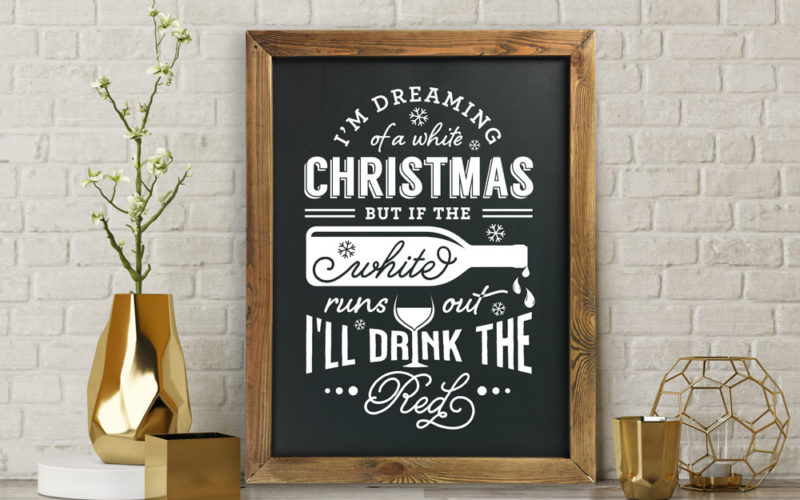 I'M DREAMING
of a white
CHRISTMAS
BUT IF THE
white
runs out
I'LL DRINK THE
Red